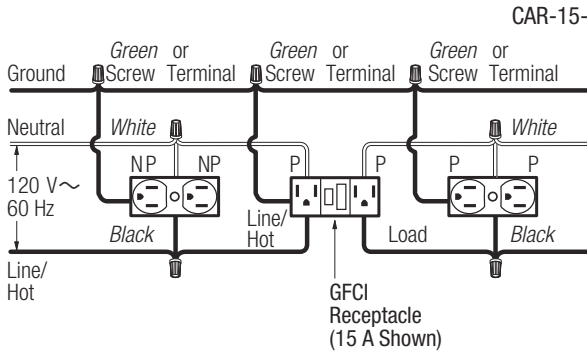 CAR-15-
Green or
Screw Terminal
Green or
Screw Terminal
Green or
Screw Terminal
Ground
Neutral
White
White
120 V～
60 Hz
NP
NP
P
P
P
P
Line/
Hot
Load
Black
Black
Line/
Hot
GFCI
Receptacle
(15 A Shown)